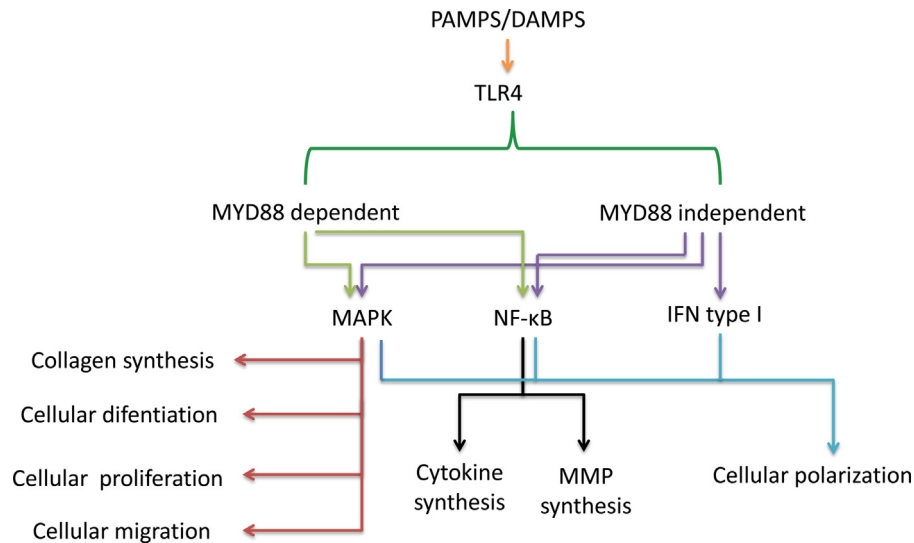 PAMPS/DAMPS
TLR4
MYD88 dependent
MYD88 independent
MAPK
NF-κB
IFN type I
Collagen synthesis
Cellular difentiation
Cellular proliferation
Cellular migration
Cytokine
synthesis
MMP
synthesis
Cellular polarization